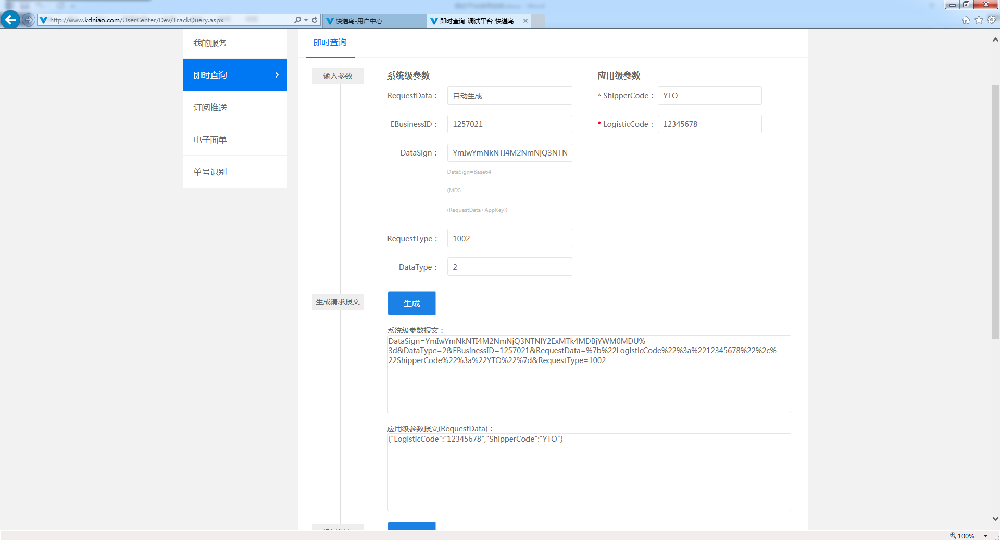 http://www.kdniao.com/UserCenter/Dev/TrackQuery.aspx
快递鸟-用户中心
即时查询_调试平台_快递鸟
我的服务
即时查询
订阅推送
电子面单
单号识别
即时查询
输入参数
系统级参数
应用级参数
RequestData：
自动生成
* ShipperCode：
YTO
EBusinessID：
1257021
* LogisticCode：
12345678
DataSign：
YmIwYmNkNTI4M2NmNjQ3NTN
DataSign=Base64
(MD5
(RequestData+AppKey))
RequestType：
1002
DataType：
2
生成请求报文
生成
系统级参数报文：
DataSign=YmIwYmNkNTI4M2NmNjQ3NTNlY2ExMTk4MDBjYWM0MDU%
3d&DataType=2&EBusinessID=1257021&RequestData=%7b%22LogisticCode%22%3a%2212345678%22%2c%
22ShipperCode%22%3a%22YTO%22%7d&RequestType=1002
应用级参数报文(RequestData)：
{"LogisticCode":"12345678","ShipperCode":"YTO"}
100%